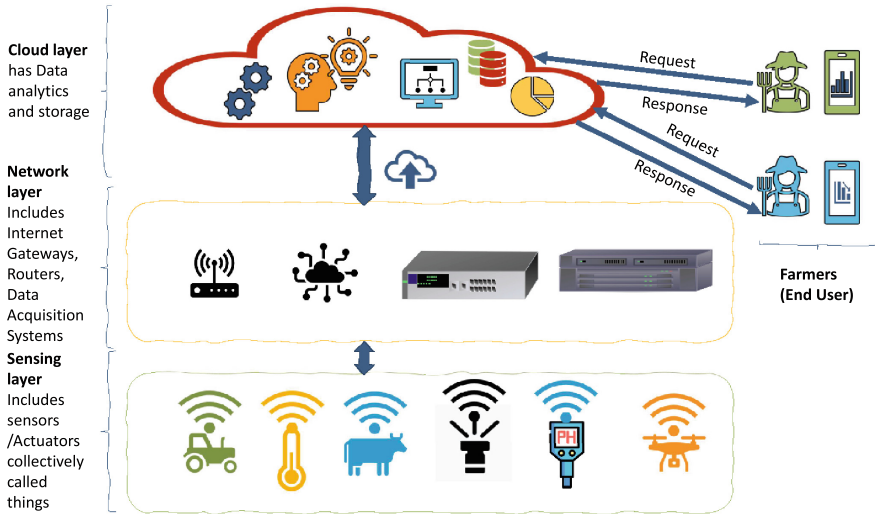 Cloud layer
has Data
analytics
and storage
Network
layer
Includes
Internet
Gateways,
Routers,
Data
Acquisition
Systems
Sensing
layer
Includes
sensors
/Actuators
collectively
called
things
Request
Response
Request
Response
Farmers
(End User)
PH